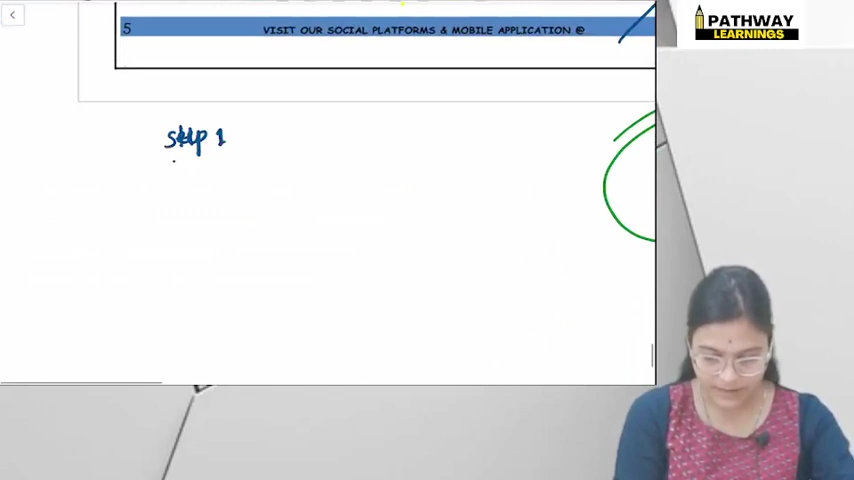 5 VISIT OUR SOCIAL PLATFORMS & MOBILE APPLICATION @
PATHWAY
LEARNINGS
step 1